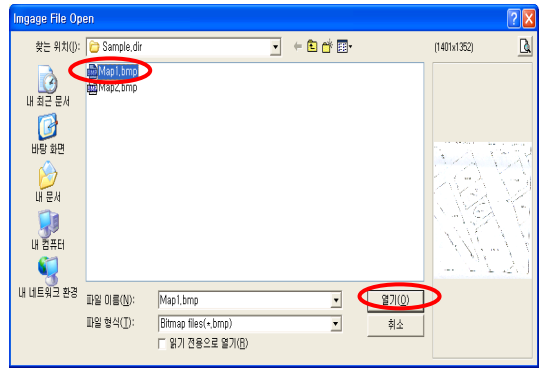 Imgage File Open
찾는 위치(I): Sample,dir
(1401x1352)
Map1,bmp
Map2,bmp
내 최근 문서
바탕 화면
내 문서
내 컴퓨터
내 네트워크 환경
파일 이름(N): Map1,bmp 열기(O)
파일 형식(T): Bitmap files(*,bmp) 취소
읽기 전용으로 열기(R)